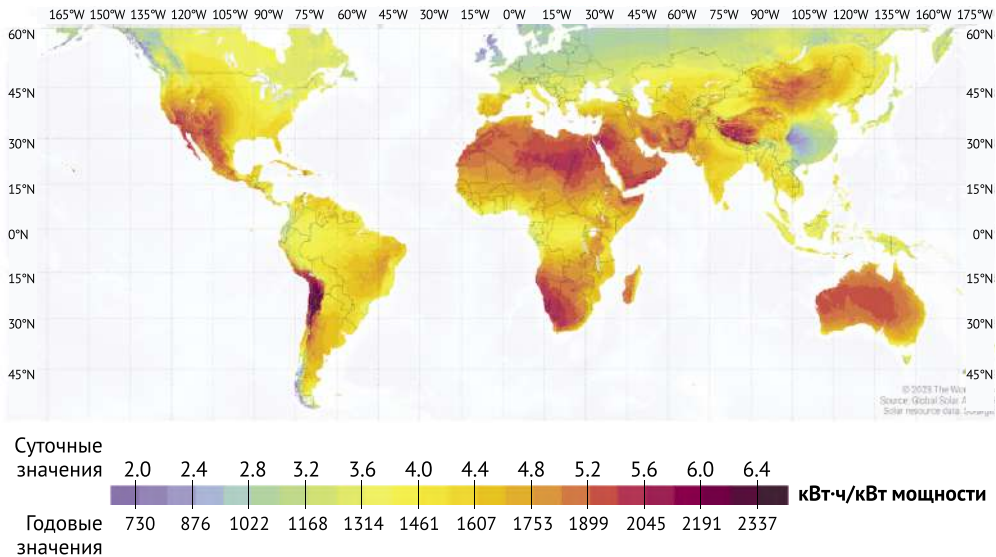 165°W 150°W 135°W 120°W 105°W 90°W 75°W 60°W 45°W 30°W 15°W 0°W 15°W 30°W 45°W 60°W 75°W 90°W 105°W 120°W 135°W 150°W 160°W 175°W
60°N 60°N
45°N 45°N
30°N 30°N
15°N 15°N
0°N 0°N
15°N 15°N
30°N 30°N
45°N 45°N
© 2023 The
Source: Global Solar
Solar resource data:
Суточные
значения 2.0 2.4 2.8 3.2 3.6 4.0 4.4 4.8 5.2 5.6 6.0 6.4
кВт·ч/кВт мощности
Годовые
значения 730 876 1022 1168 1314 1461 1607 1753 1899 2045 2191 2337